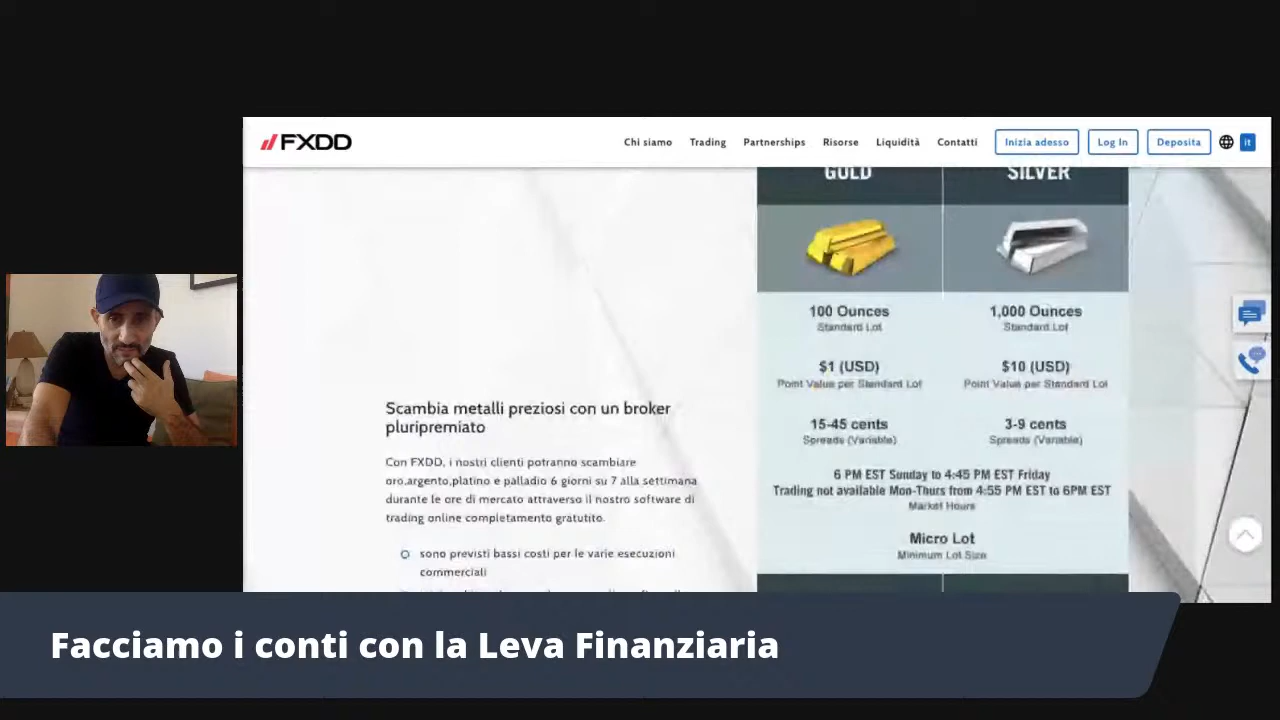 FXDD
Chi siamo Trading Partnerships Risorse Liquidità Contatti Inizia adesso Log In Deposita it
GOLD SILVER
100 Ounces
Standard Lot
1,000 Ounces
Standard Lot
$1 (USD)
Point Value per Standard Lot
$10 (USD)
Point Value per Standard Lot
15-45 cents
Spreads (Variable)
3-9 cents
Spreads (Variable)
6 PM EST Sunday to 4:45 PM EST Friday
Trading not available Mon-Thurs from 4:55 PM EST to 6PM EST
Market Hours
Micro Lot
Minimum Lot Size
Scambia metalli preziosi con un broker
pluripremiato
Con FXDD, i nostri clienti potranno scambiare
oro,argento,platino e palladio 6 giorni su 7 alla settimana
durante le ore di mercato attraverso il nostro software di
trading online completamento gratutito.
sono previsti bassi costi per le varie esecuzioni
commerciali
Facciamo i conti con la Leva Finanziaria